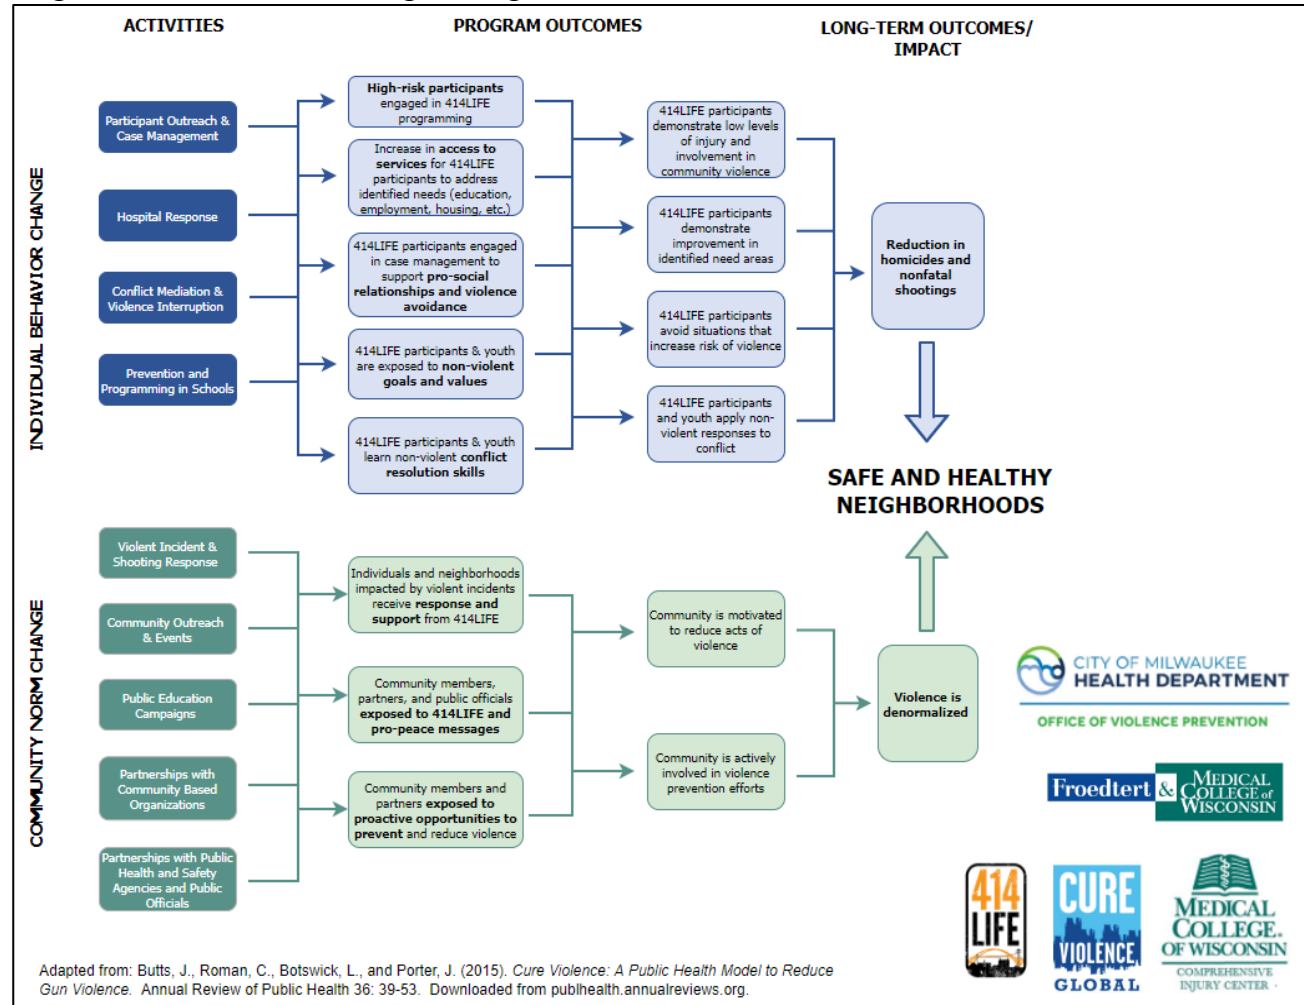 ACTIVITIES
PROGRAM OUTCOMES
LONG-TERM OUTCOMES/
IMPACT
INDIVIDUAL BEHAVIOR CHANGE
Participant Outreach &
Case Management
Hospital Response
Conflict Mediation &
Violence Interruption
Prevention and
Programming in Schools
High-risk participants
engaged in 414LIFE
programming
Increase in access to
services for 414LIFE
participants to address
identified needs (education,
employment, housing, etc.)
414LIFE participants engaged
in case management to
support pro-social
relationships and violence
avoidance
414LIFE participants & youth
are exposed to non-violent
goals and values
414LIFE participants & youth
learn non-violent conflict
resolution skills
414LIFE participants
demonstrate low levels
of injury and
involvement in
community violence
414LIFE participants
demonstrate
improvement in
identified need areas
414LIFE participants
avoid situations that
increase risk of violence
414LIFE participants
and youth apply non-
violent responses to
conflict
Reduction in
homicides and
nonfatal
shootings
SAFE AND HEALTHY
NEIGHBORHOODS
COMMUNITY NORM CHANGE
Violent Incident &
Shooting Response
Community Outreach
& Events
Public Education
Campaigns
Partnerships with
Community Based
Organizations
Partnerships with Public
Health and Safety
Agencies and Public
Officials
Individuals and neighborhoods
impacted by violent incidents
receive response and
support from 414LIFE
Community members,
partners, and public officials
exposed to 414LIFE and
pro-peace messages
Community members and
partners exposed to
proactive opportunities to
prevent and reduce violence
Community is motivated
to reduce acts of
violence
Community is actively
involved in violence
prevention efforts
Violence is
denormalized
CITY OF MILWAUKEE
HEALTH DEPARTMENT
OFFICE OF VIOLENCE PREVENTION
Froedtert & MEDICAL
COLLEGE of
WISCONSIN
414
LIFE
CURE
VIOLENCE
GLOBAL
MEDICAL
COLLEGE
OF WISCONSIN
COMPREHENSIVE
INJURY CENTER
Adapted from: Butts, J., Roman, C., Botswick, L., and Porter, J. (2015). Cure Violence: A Public Health Model to Reduce
Gun Violence. Annual Review of Public Health 36: 39-53. Downloaded from publhealth.annualreviews.org.